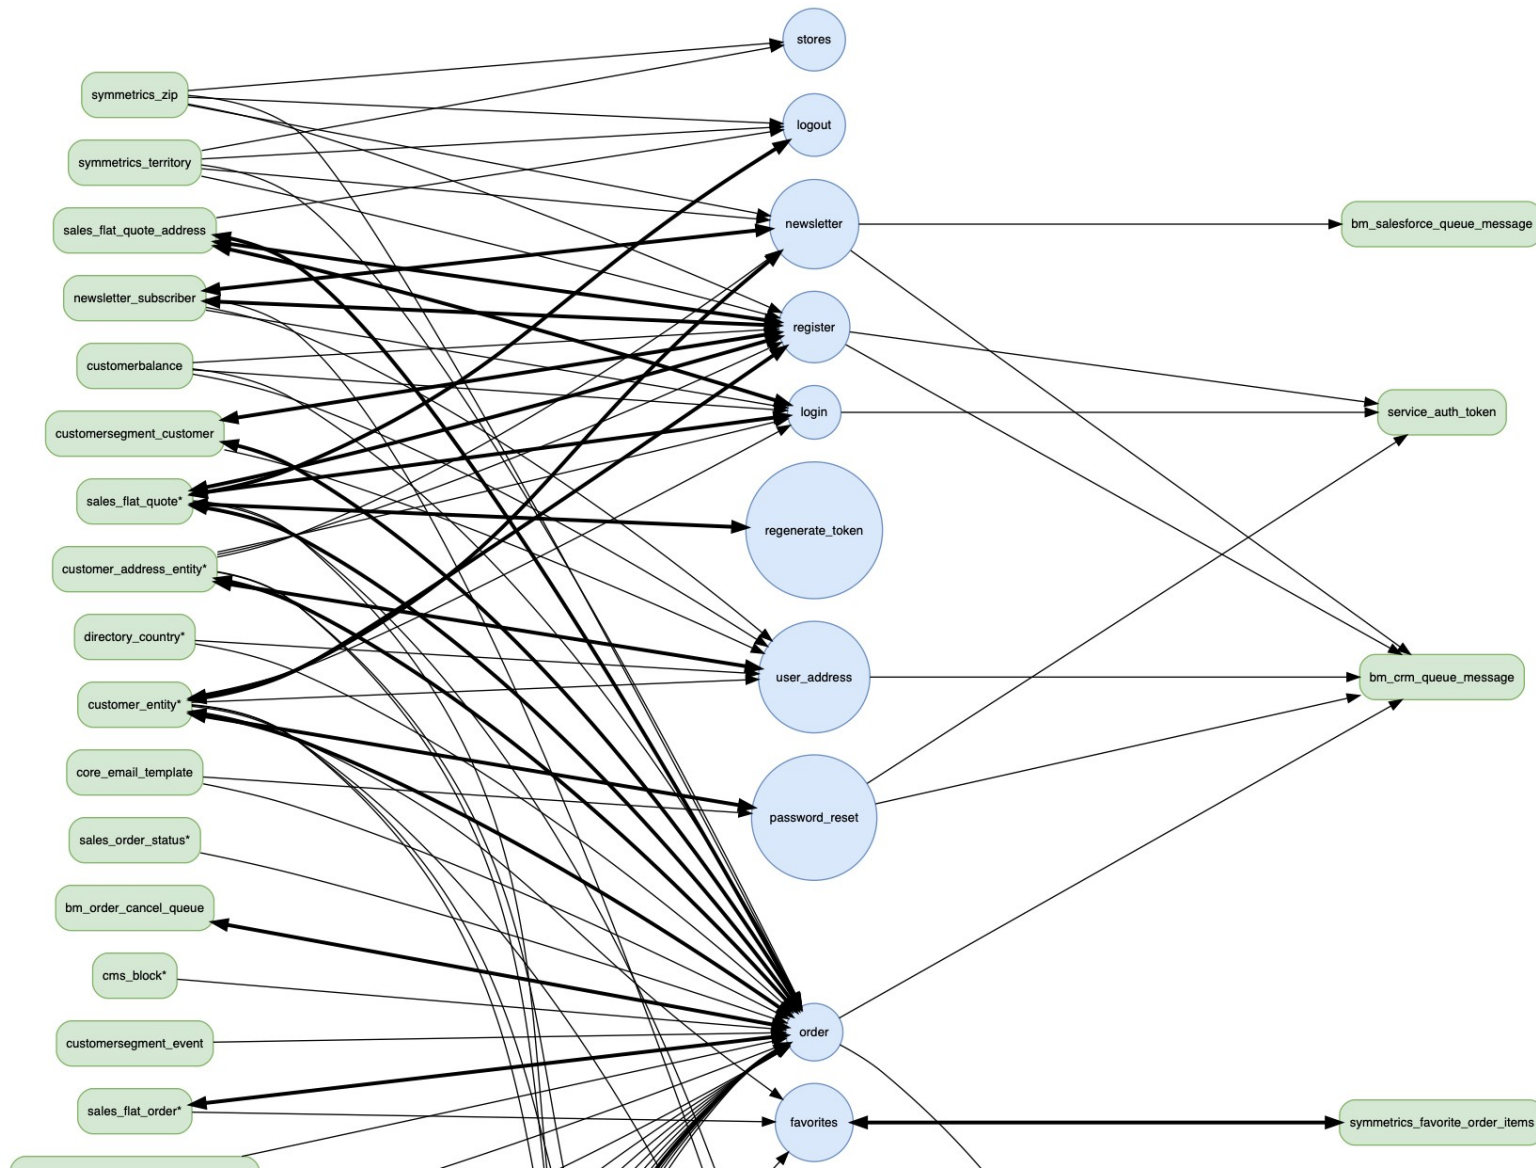 stores
symmetrics_zip
logout
symmetrics_territory
newsletter
bm_salesforce_queue_message
sales_flat_quote_address
newsletter_subscriber
register
customerbalance
login
service_auth_token
customersegment_customer
sales_flat_quote*
regenerate_token
customer_address_entity*
directory_country*
user_address
bm_crm_queue_message
customer_entity*
core_email_template
password_reset
sales_order_status*
bm_order_cancel_queue
cms_block*
order
customersegment_event
sales_flat_order*
favorites
symmetrics_favorite_order_items